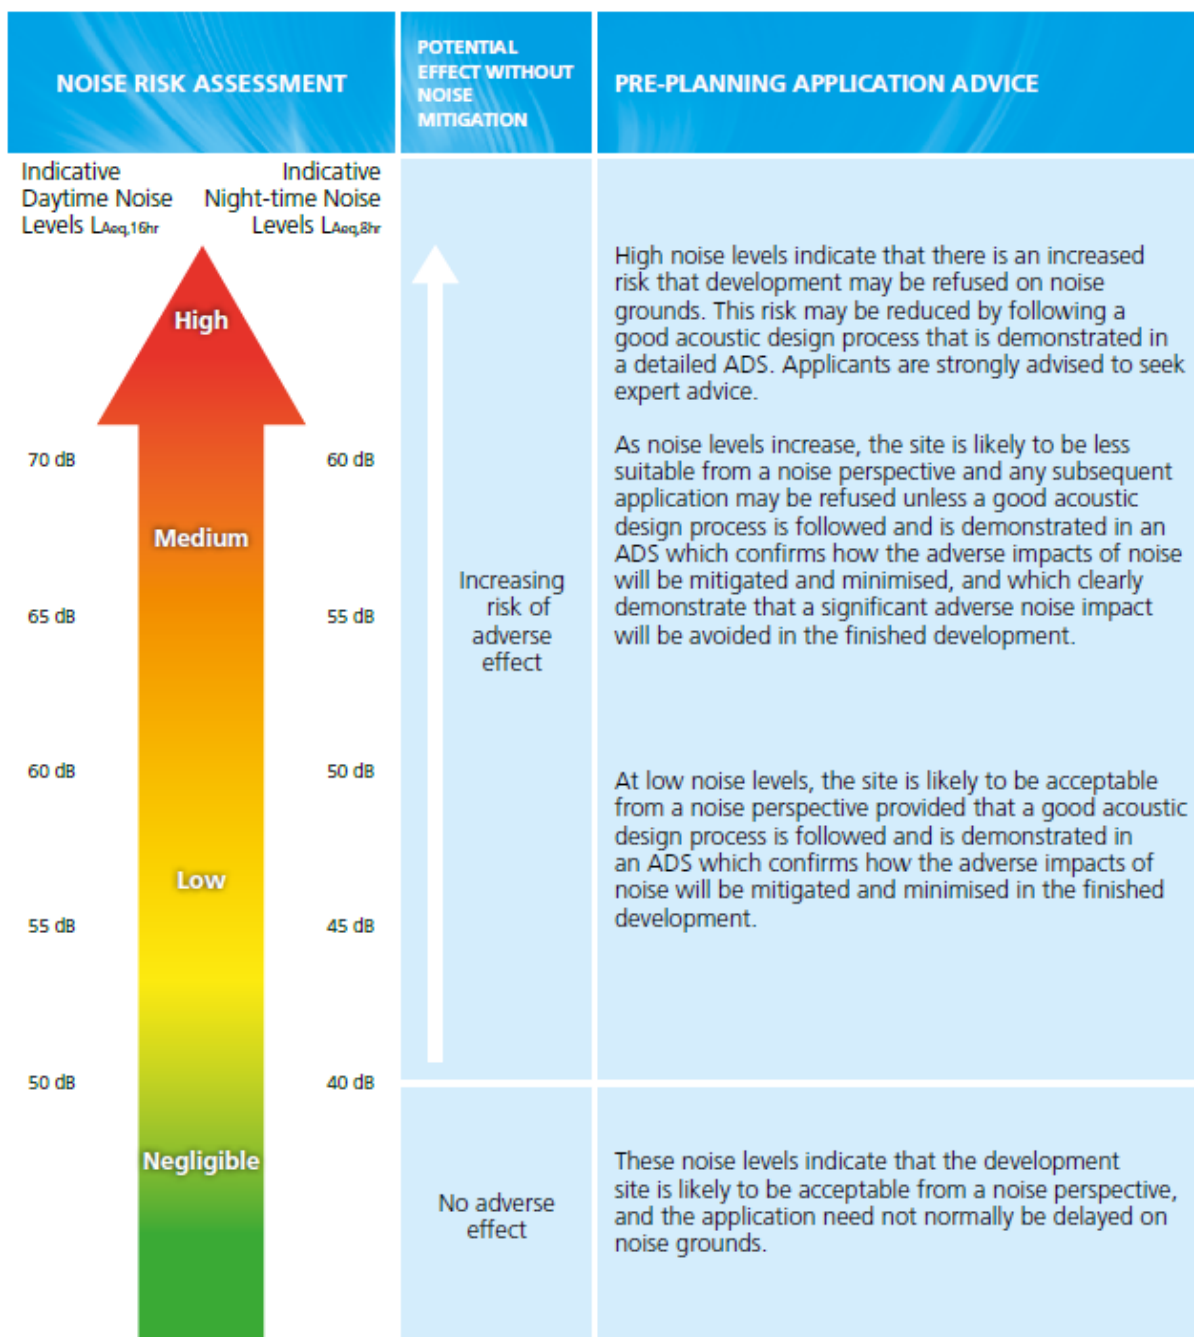 NOISE RISK ASSESSMENT
POTENTIAL
EFFECT WITHOUT
NOISE
MITIGATION
PRE-PLANNING APPLICATION ADVICE
Indicative
Daytime Noise
Levels LAeq,16hr
Indicative
Night-time Noise
Levels LAeq,8hr
High
70 dB
60 dB
Medium
65 dB
55 dB
60 dB
50 dB
Low
55 dB
45 dB
50 dB
40 dB
Negligible
Increasing
risk of
adverse
effect
No adverse
effect
High noise levels indicate that there is an increased
risk that development may be refused on noise
grounds. This risk may be reduced by following a
good acoustic design process that is demonstrated in
a detailed ADS. Applicants are strongly advised to seek
expert advice.
As noise levels increase, the site is likely to be less
suitable from a noise perspective and any subsequent
application may be refused unless a good acoustic
design process is followed and is demonstrated in an
ADS which confirms how the adverse impacts of noise
will be mitigated and minimised, and which clearly
demonstrate that a significant adverse noise impact
will be avoided in the finished development.
At low noise levels, the site is likely to be acceptable
from a noise perspective provided that a good acoustic
design process is followed and is demonstrated in
an ADS which confirms how the adverse impacts of
noise will be mitigated and minimised in the finished
development.
These noise levels indicate that the development
site is likely to be acceptable from a noise perspective,
and the application need not normally be delayed on
noise grounds.